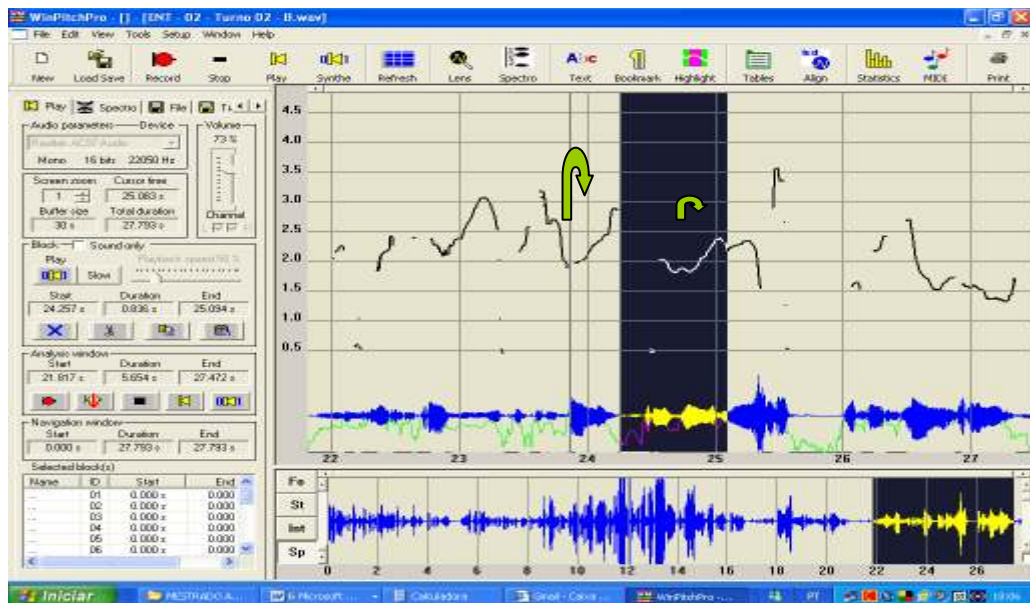 WinPitchPro - [] - [ENT - 02 - Turno 02 - B.wav]
File Edit View Tools Setup Window Help
New Load Save Record Stop Play Synthe Refresh Lens Spectro Text Bookmark Highlight Tables Align Statistics MIDI Print
Play Spectro File
Audio parameters Device Volume
73 %
Mono 16 bits 22050 Hz
Screen zoom Cursor time
1 25.083 s
Buffer size Total duration Channel
30 s 27.793 s
Block Sound only
Play
Slow
Start Duration End
24.257 s 0.836 s 25.094 s
Analysis window
Start Duration End
21.817 s 5.654 s 27.472 s
Navigation window
Start Duration End
0.000 s 27.793 s 27.793 s
Selected block(s)
Name ID Start End
... 01 0.000 s 0.000
... 02 0.000 s 0.000
... 03 0.000 s 0.000
... 04 0.000 s 0.000
... 05 0.000 s 0.000
... 06 0.000 s 0.000
4.5
4.0
3.5
3.0
2.5
2.0
1.5
1.0
0.5
22 23 24 25 26 27
Fo
St
Int
Sp
0 2 4 6 8 10 12 14 16 18 20 22 24 26
Iniciar MESTRADO A... 6 Microsoft ... Calculadora Gmail - Caixa ... WinPitchPro -... PT 19:06